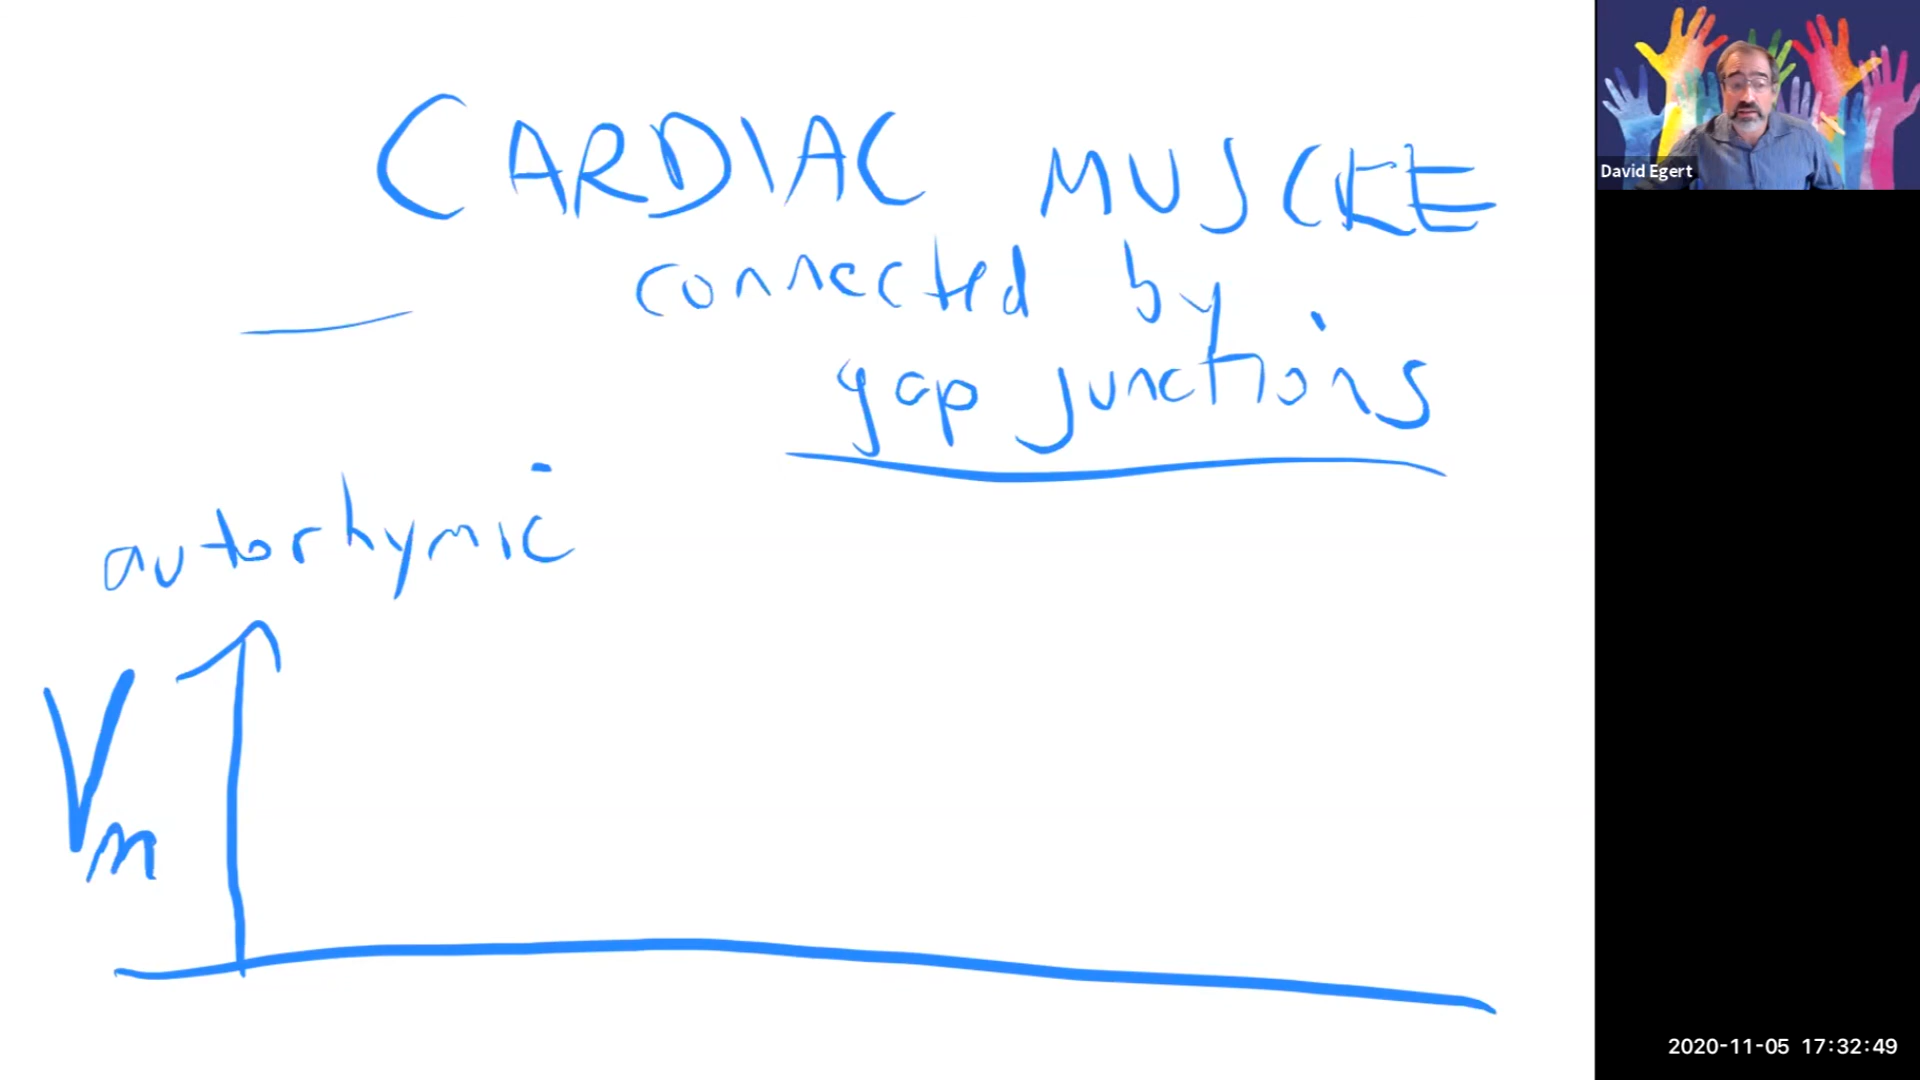 CARDIAC MUSCLE
connected by
gap junctions
autorhymic
Vm
David Egert
2020-11-05 17:32:49